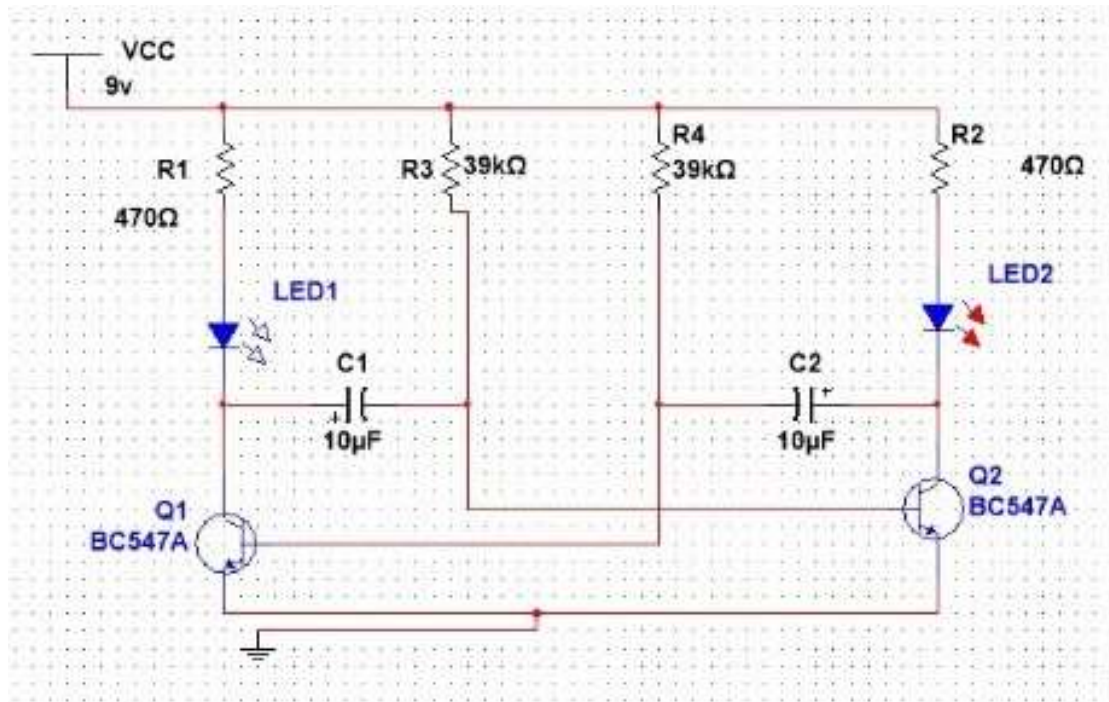 VCC
9v
R1
470Ω
R3
39kΩ
R4
39kΩ
R2
470Ω
LED1
LED2
C1
+
10µF
C2
+
10µF
Q1
BC547A
Q2
BC547A